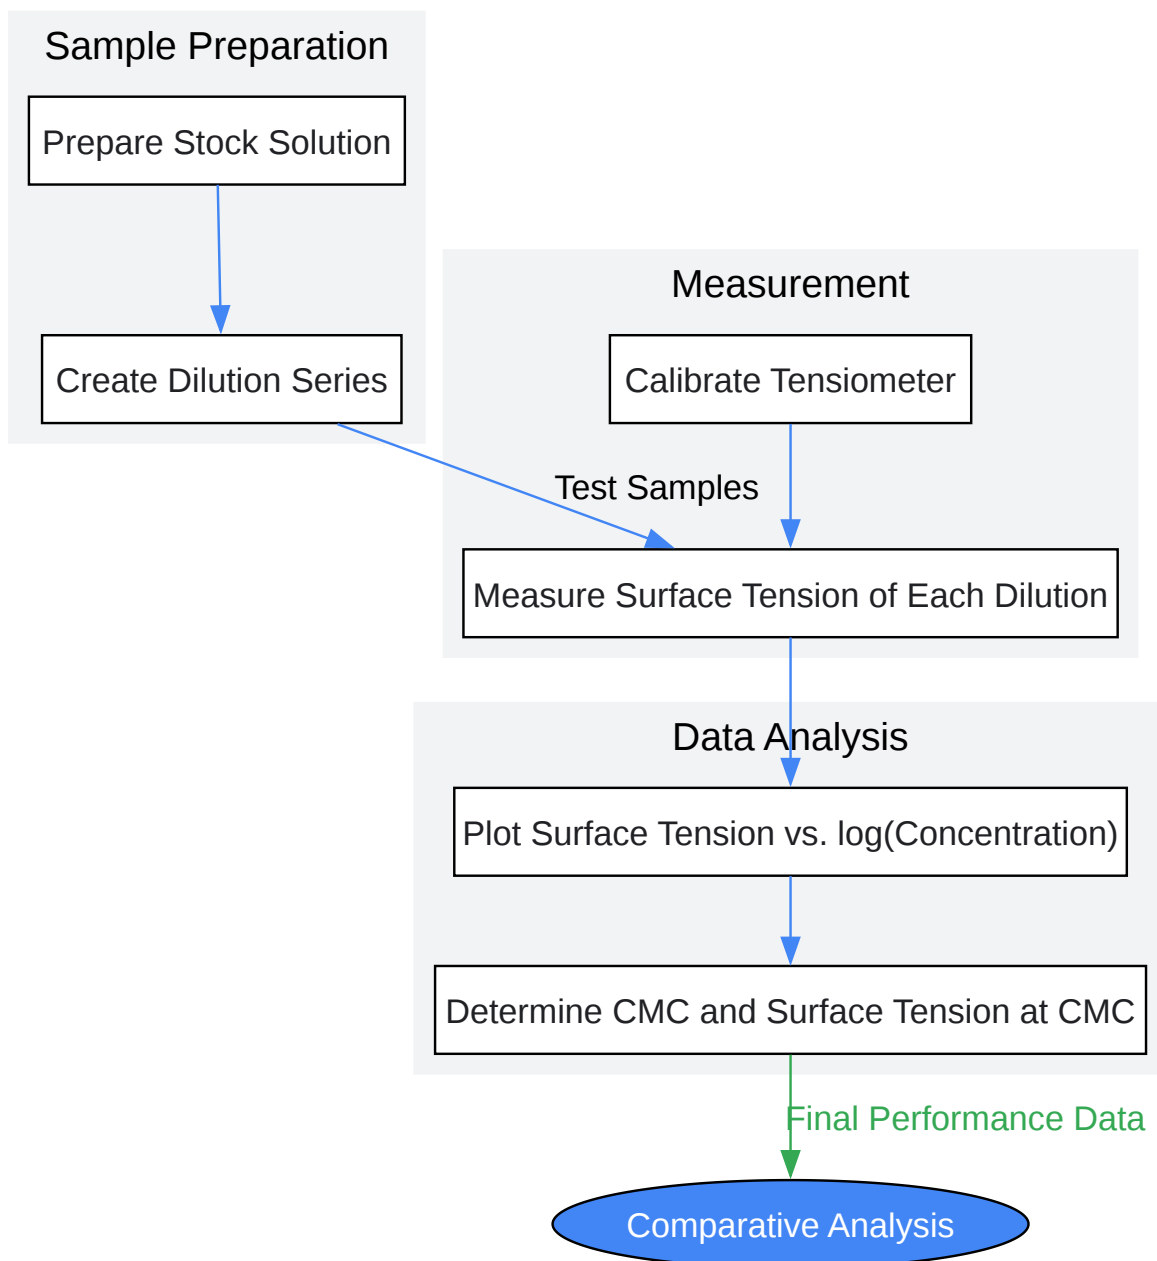 Sample Preparation
Prepare Stock Solution
Create Dilution Series
Measurement
Calibrate Tensiometer
Test Samples
Measure Surface Tension of Each Dilution
Data Analysis
Plot Surface Tension vs. log(Concentration)
Determine CMC and Surface Tension at CMC
Final Performance Data
Comparative Analysis